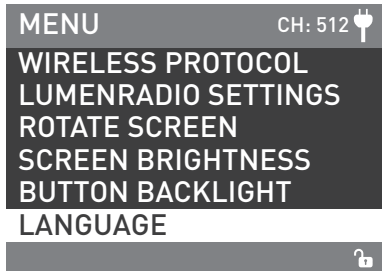 MENU CH: 512
WIRELESS PROTOCOL
LUMENRADIO SETTINGS
ROTATE SCREEN
SCREEN BRIGHTNESS
BUTTON BACKLIGHT
LANGUAGE